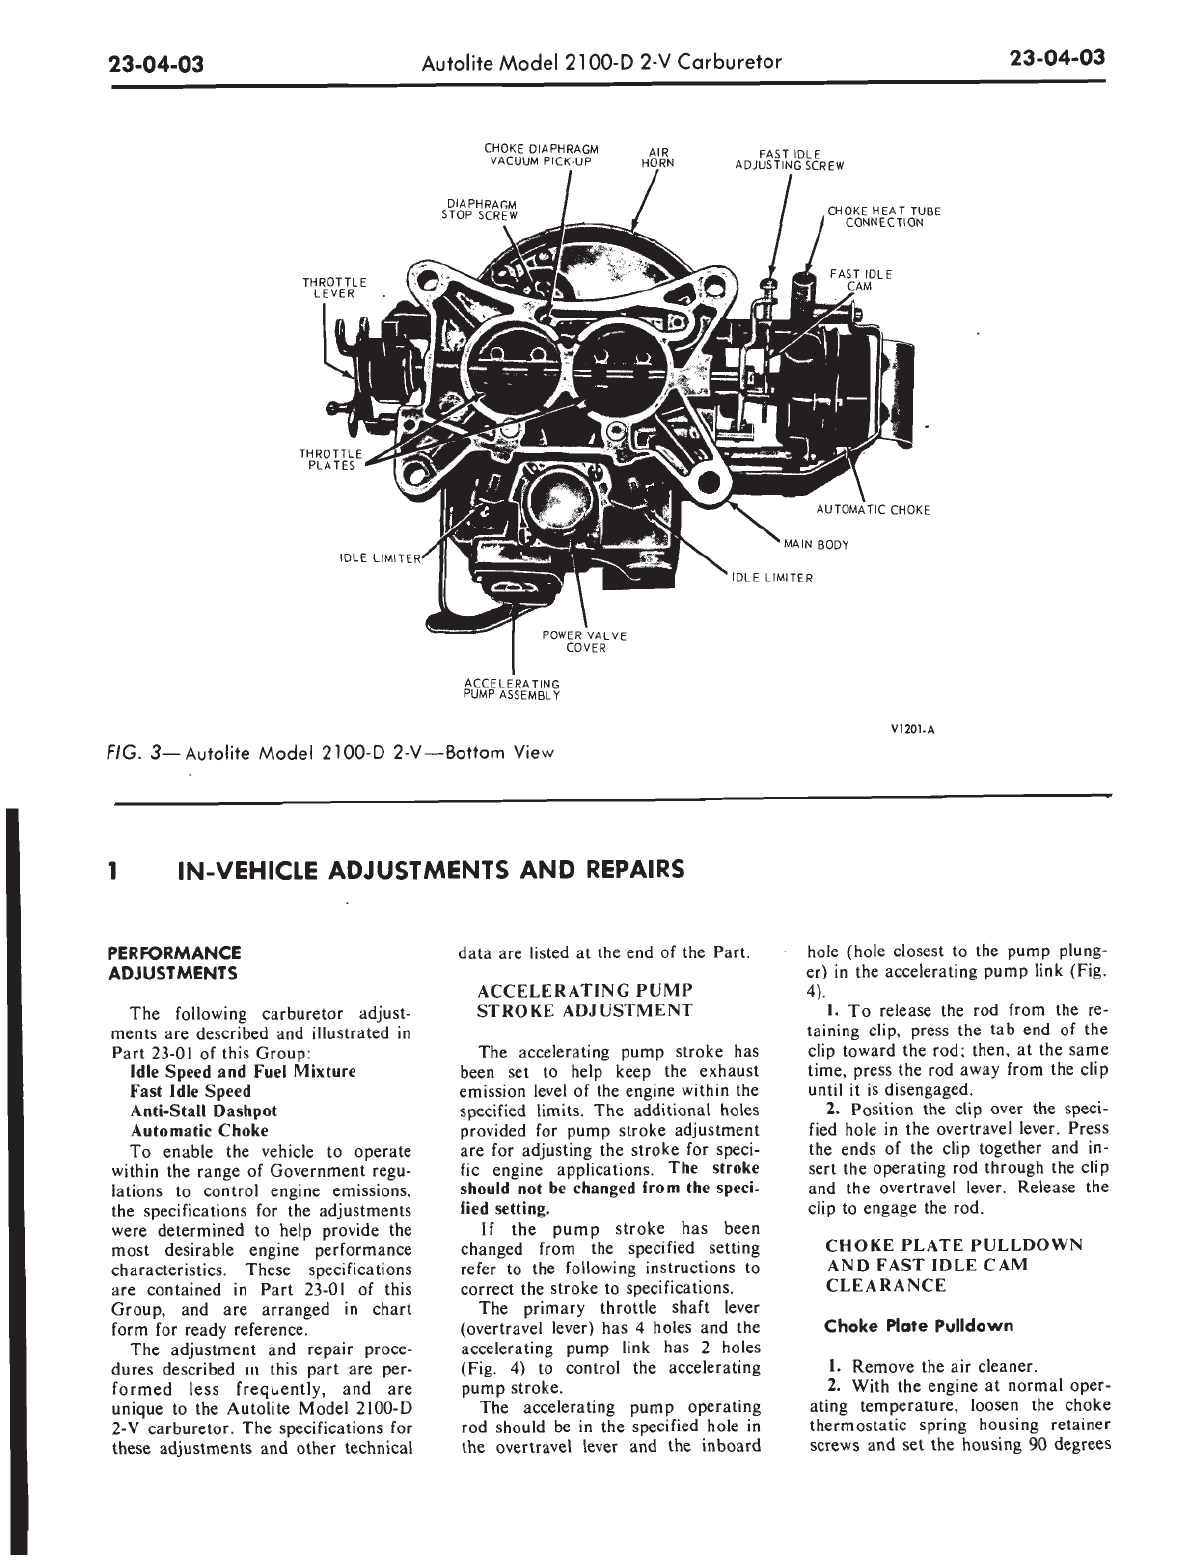 23-04-03
Autolite Model 2100-D 2-V Carburetor
23-04-03
CHOKE DIAPHRAGM
VACUUM PICK-UP
AIR
HORN
FAST IDLE
ADJUSTING SCREW
DIAPHRAGM
STOP SCREW
CHOKE HEAT TUBE
CONNECTION
THROTTLE
LEVER
FAST IDLE
CAM
THROTTLE
PLATES
AUTOMATIC CHOKE
MAIN BODY
IDLE LIMITER
IDLE LIMITER
POWER VALVE
COVER
ACCELERATING
PUMP ASSEMBLY
V1201-A
FIG. 3—Autolite Model 2100-D 2-V—Bottom View
1 IN-VEHICLE ADJUSTMENTS AND REPAIRS
PERFORMANCE
ADJUSTMENTS
The following carburetor adjust-
ments are described and illustrated in
Part 23-01 of this Group:
Idle Speed and Fuel Mixture
Fast Idle Speed
Anti-Stall Dashpot
Automatic Choke
To enable the vehicle to operate
within the range of Government regu-
lations to control engine emissions,
the specifications for the adjustments
were determined to help provide the
most desirable engine performance
characteristics. These specifications
are contained in Part 23-01 of this
Group, and are arranged in chart
form for ready reference.
The adjustment and repair proce-
dures described in this part are per-
formed less frequently, and are
unique to the Autolite Model 2100-D
2-V carburetor. The specifications for
these adjustments and other technical
data are listed at the end of the Part.
ACCELERATING PUMP
STROKE ADJUSTMENT
The accelerating pump stroke has
been set to help keep the exhaust
emission level of the engine within the
specified limits. The additional holes
provided for pump stroke adjustment
are for adjusting the stroke for speci-
fic engine applications. The stroke
should not be changed from the speci-
fied setting.
If the pump stroke has been
changed from the specified setting
refer to the following instructions to
correct the stroke to specifications.
The primary throttle shaft lever
(overtravel lever) has 4 holes and the
accelerating pump link has 2 holes
(Fig. 4) to control the accelerating
pump stroke.
The accelerating pump operating
rod should be in the specified hole in
the overtravel lever and the inboard
hole (hole closest to the pump plung-
er) in the accelerating pump link (Fig.
4).
1. To release the rod from the re-
taining clip, press the tab end of the
clip toward the rod; then, at the same
time, press the rod away from the clip
until it is disengaged.
2. Position the clip over the speci-
fied hole in the overtravel lever. Press
the ends of the clip together and in-
sert the operating rod through the clip
and the overtravel lever. Release the
clip to engage the rod.
CHOKE PLATE PULLDOWN
AND FAST IDLE CAM
CLEARANCE
Choke Plate Pulldown
1. Remove the air cleaner.
2. With the engine at normal oper-
ating temperature, loosen the choke
thermostatic spring housing retainer
screws and set the housing 90 degrees